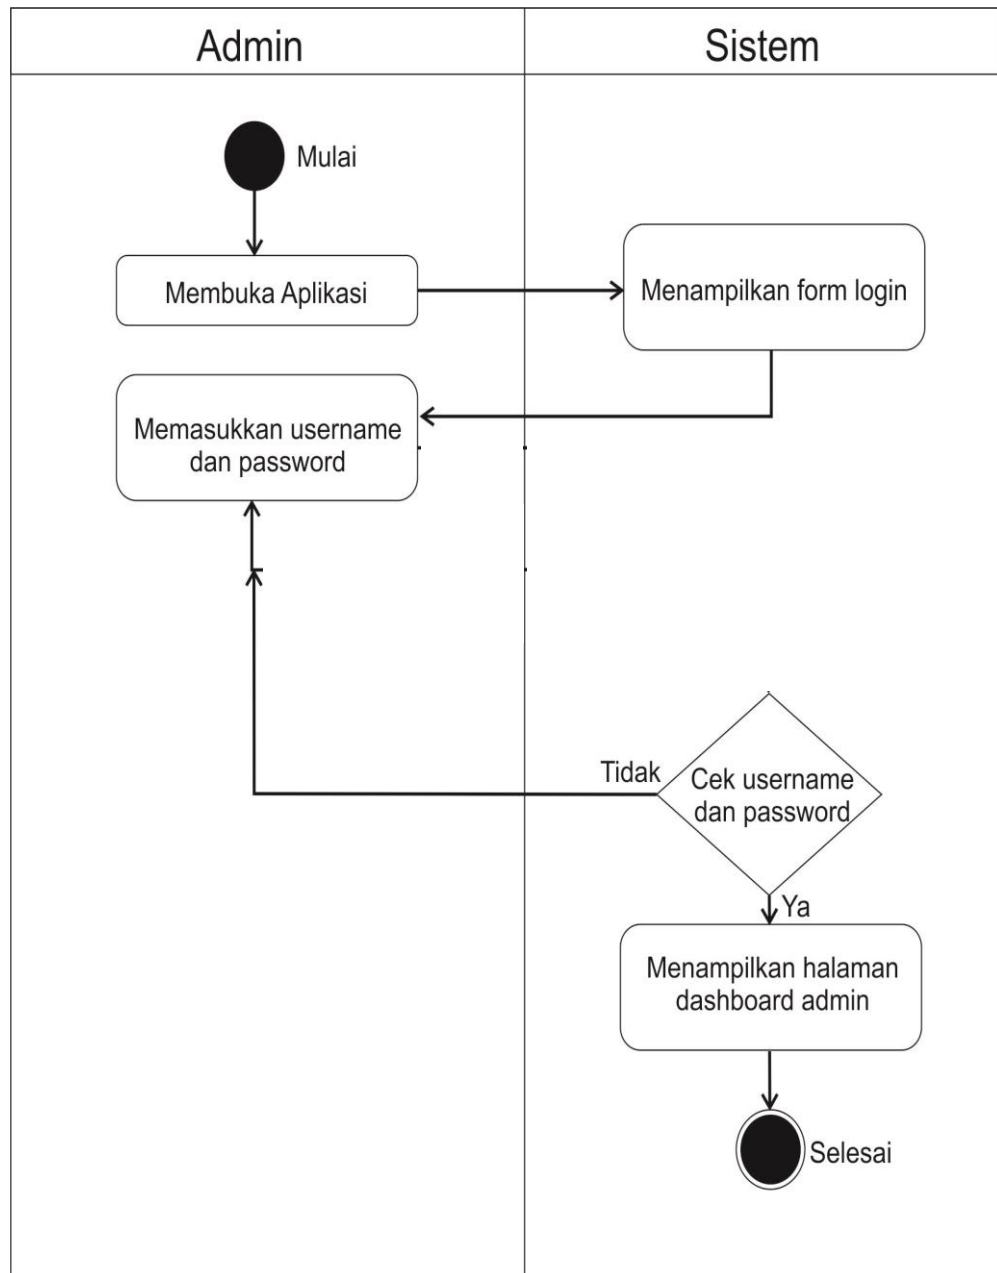 Admin
Sistem
Mulai
Membuka Aplikasi
Menampilkan form login
Memasukkan username
dan password
Tidak
Cek username
dan password
Ya
Menampilkan halaman
dashboard admin
Selesai